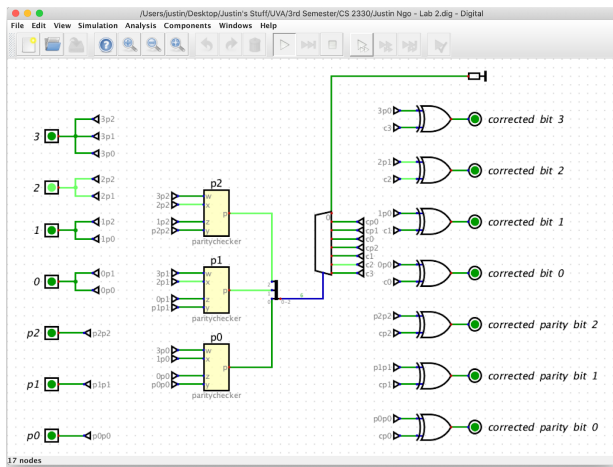 /Users/justin/Desktop/Justin's Stuff/UVA/3rd Semester/CS 2330/Justin Ngo - Lab 2.dig - Digital
File Edit View Simulation Analysis Components Windows Help
3
3p2
3p1
3p0
2
2p2
2p1
1
1p2
1p0
0
0p1
0p0
p2
p2p2
p1
p1p1
p0
p0p0
p2
3p2
2p2
1p2
p2p2
w
x
z
y
p
paritychecker
p1
3p1
2p1
0p1
p1p1
w
x
z
y
p
paritychecker
p0
3p0
1p0
0p0
p0p0
w
x
z
y
p
paritychecker
0
cp0
cp1
c0
cp2
c1
c2
c3
3p0
c3
corrected bit 3
2p1
c2
corrected bit 2
1p0
c1
corrected bit 1
0p0
c0
corrected bit 0
p2p2
cp2
corrected parity bit 2
p1p1
cp1
corrected parity bit 1
p0p0
cp0
corrected parity bit 0
17 nodes